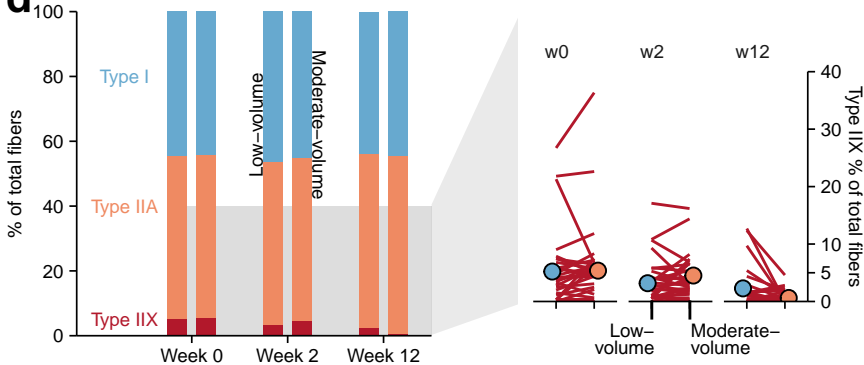 d
100
80
60
40
20
0
% of total fibers
Type I
Type IIA
Type IIX
Low−volume
Moderate−volume
Week 0
Week 2
Week 12
w0
w2
w12
40
30
20
10
5
0
Type IIX % of total fibers
Low−
volume
Moderate−
volume